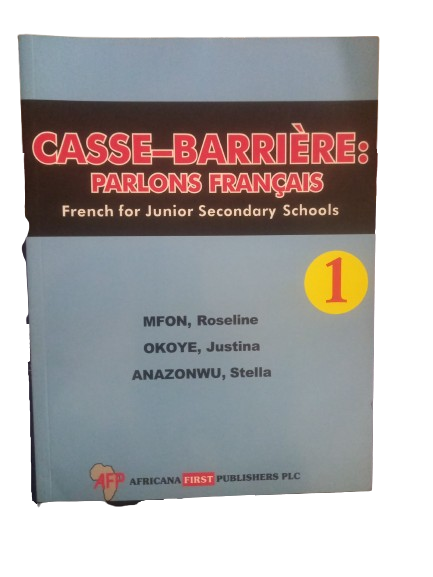 CASSE–BARRIÈRE:
PARLONS FRANÇAIS
French for Junior Secondary Schools
1
MFON, Roseline
OKOYE, Justina
ANAZONWU, Stella
AFP AFRICANA FIRST PUBLISHERS PLC